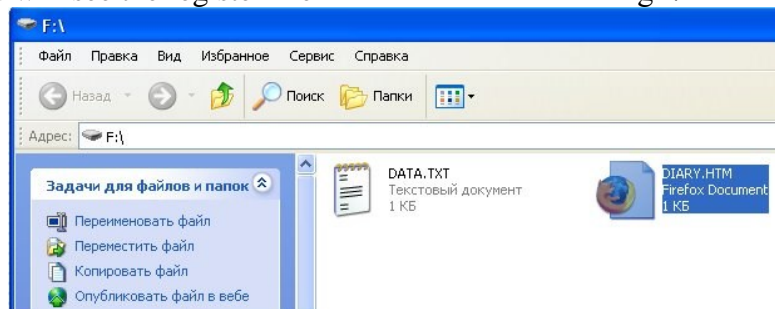 F:\
Файл Правка Вид Избранное Сервис Справка
Назад Поиск Папки
Адрес: F:\
Задачи для файлов и папок
Переименовать файл
Переместить файл
Копировать файл
Опубликовать файл в вебе
DATA.TXT
Текстовый документ
1 КБ
DIARY.HTM
Firefox Document
1 КБ